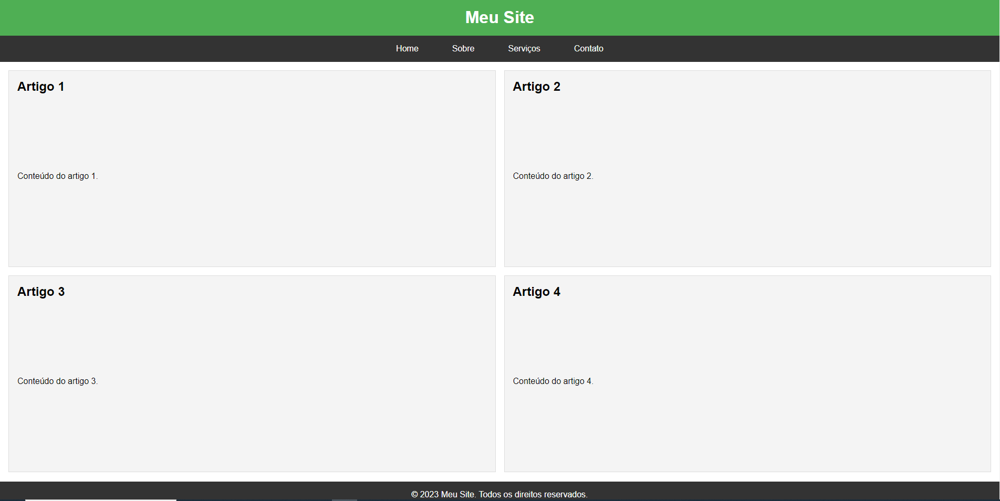 Meu Site
Home Sobre Serviços Contato
Artigo 1
Conteúdo do artigo 1.
Artigo 2
Conteúdo do artigo 2.
Artigo 3
Conteúdo do artigo 3.
Artigo 4
Conteúdo do artigo 4.
© 2023 Meu Site. Todos os direitos reservados.